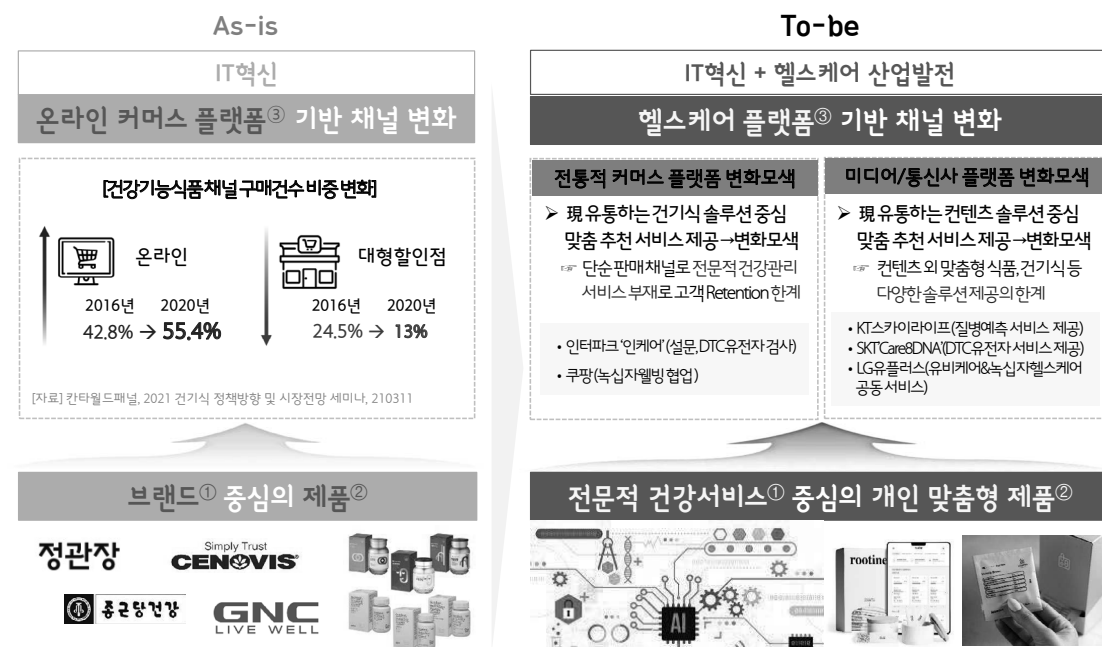 As-is
IT혁신
온라인 커머스 플랫폼③ 기반 채널 변화
[건강기능식품 채널 구매건수 비중 변화]
온라인
2016년 2020년
42.8% → 55.4%
대형할인점
2016년 2020년
24.5% → 13%
[자료] 칸타월드패널, 2021 건기식 정책방향 및 시장전망 세미나, 210311
브랜드① 중심의 제품②
정관장
Simply Trust
CENOVIS®
종근당건강
GNC
LIVE WELL
To-be
IT혁신 + 헬스케어 산업발전
헬스케어 플랫폼③ 기반 채널 변화
전통적 커머스 플랫폼 변화모색
➢ 現 유통하는 건기식 솔루션 중심
맞춤 추천 서비스 제공→변화모색
☞ 단순 판매 채널로 전문적 건강관리
서비스 부재로 고객 Retention 한계
• 인터파크 '인케어' (설문, DTC유전자 검사)
• 쿠팡(녹십자웰빙 협업)
미디어/통신사 플랫폼 변화모색
➢ 現 유통하는 컨텐츠 솔루션 중심
맞춤 추천 서비스 제공→변화모색
☞ 컨텐츠 외 맞춤형 식품, 건기식 등
다양한 솔루션 제공의 한계
• KT스카이라이프(질병예측 서비스 제공)
• SKT'Care8DNA'(DTC유전자 서비스 제공)
• LG유플러스(유비케어&녹십자헬스케어
공동 서비스)
전문적 건강서비스① 중심의 개인 맞춤형 제품②
AI
rootine